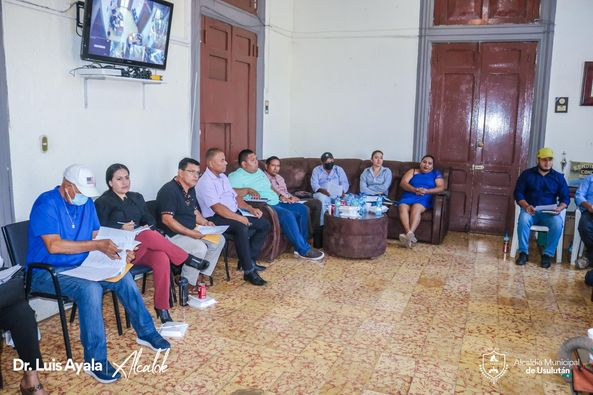 Dr. Luis Ayala Alcalde
Alcaldía Municipal
de Usulután